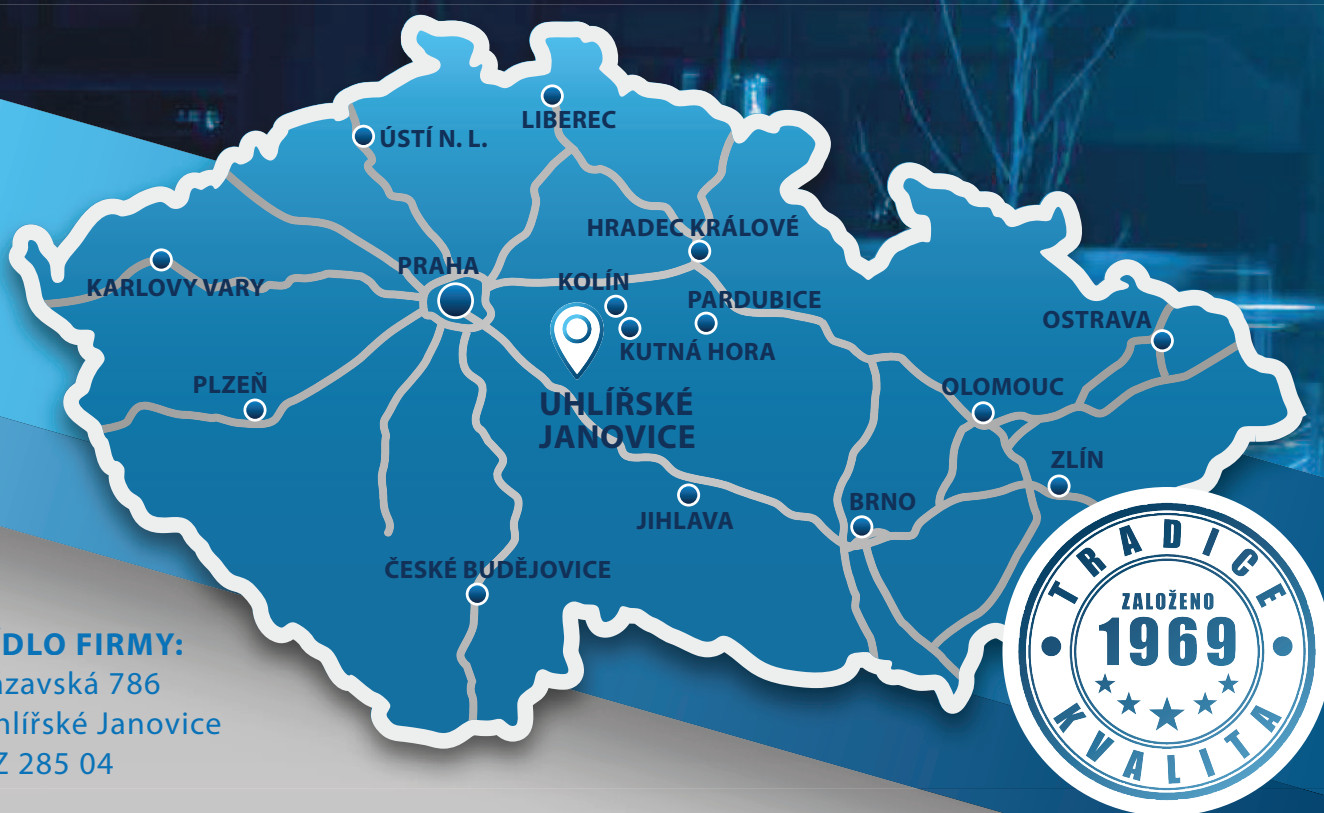 LIBEREC
ÚSTÍ N. L.
HRADEC KRÁLOVÉ
PRAHA
KOLÍN
KARLOVY VARY
PARDUBICE
OSTRAVA
KUTNÁ HORA
PLZEŇ
OLOMOUC
UHLÍŘSKÉ
JANOVICE
ZLÍN
BRNO
JIHLAVA
ČESKÉ BUDĚJOVICE
TRADICE
ZALOŽENO
1969
KVALITA
DLO FIRMY:
zavská 786
hlířské Janovice
Z 285 04